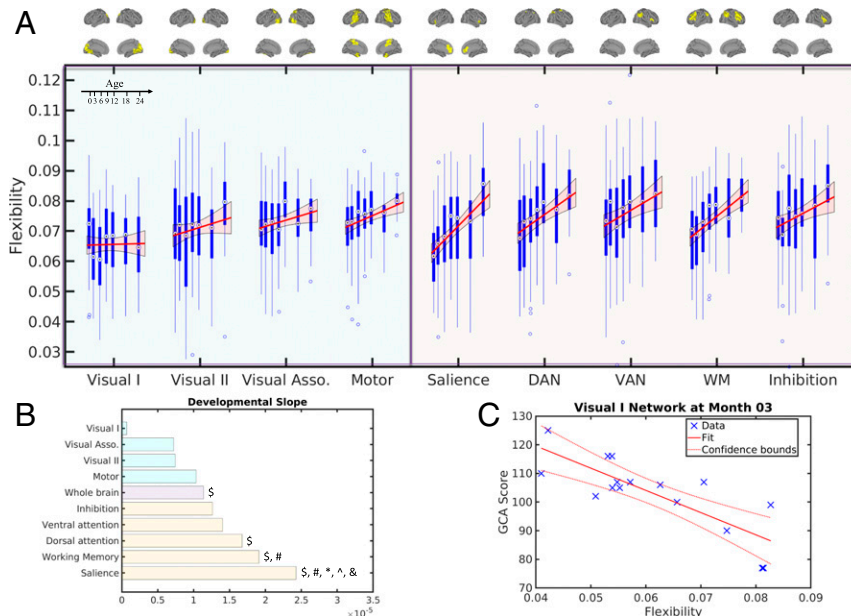 A
Age
0 3 6 9 12 18 24
Flexibility
0.12
0.11
0.1
0.09
0.08
0.07
0.06
0.05
0.04
0.03
Visual I Visual II Visual Asso. Motor Salience DAN VAN WM Inhibition
B
Developmental Slope
Visual I
Visual Asso.
Visual II
Motor
Whole brain $
Inhibition
Ventral attention
Dorsal attention $
Working Memory $, #
Salience $, #, *, ^, &
0 0.5 1 1.5 2 2.5 3 3.5
×10⁻⁵
C
Visual I Network at Month 03
Data
Fit
Confidence bounds
GCA Score
130
120
110
100
90
80
70
0.04 0.05 0.06 0.07 0.08 0.09
Flexibility